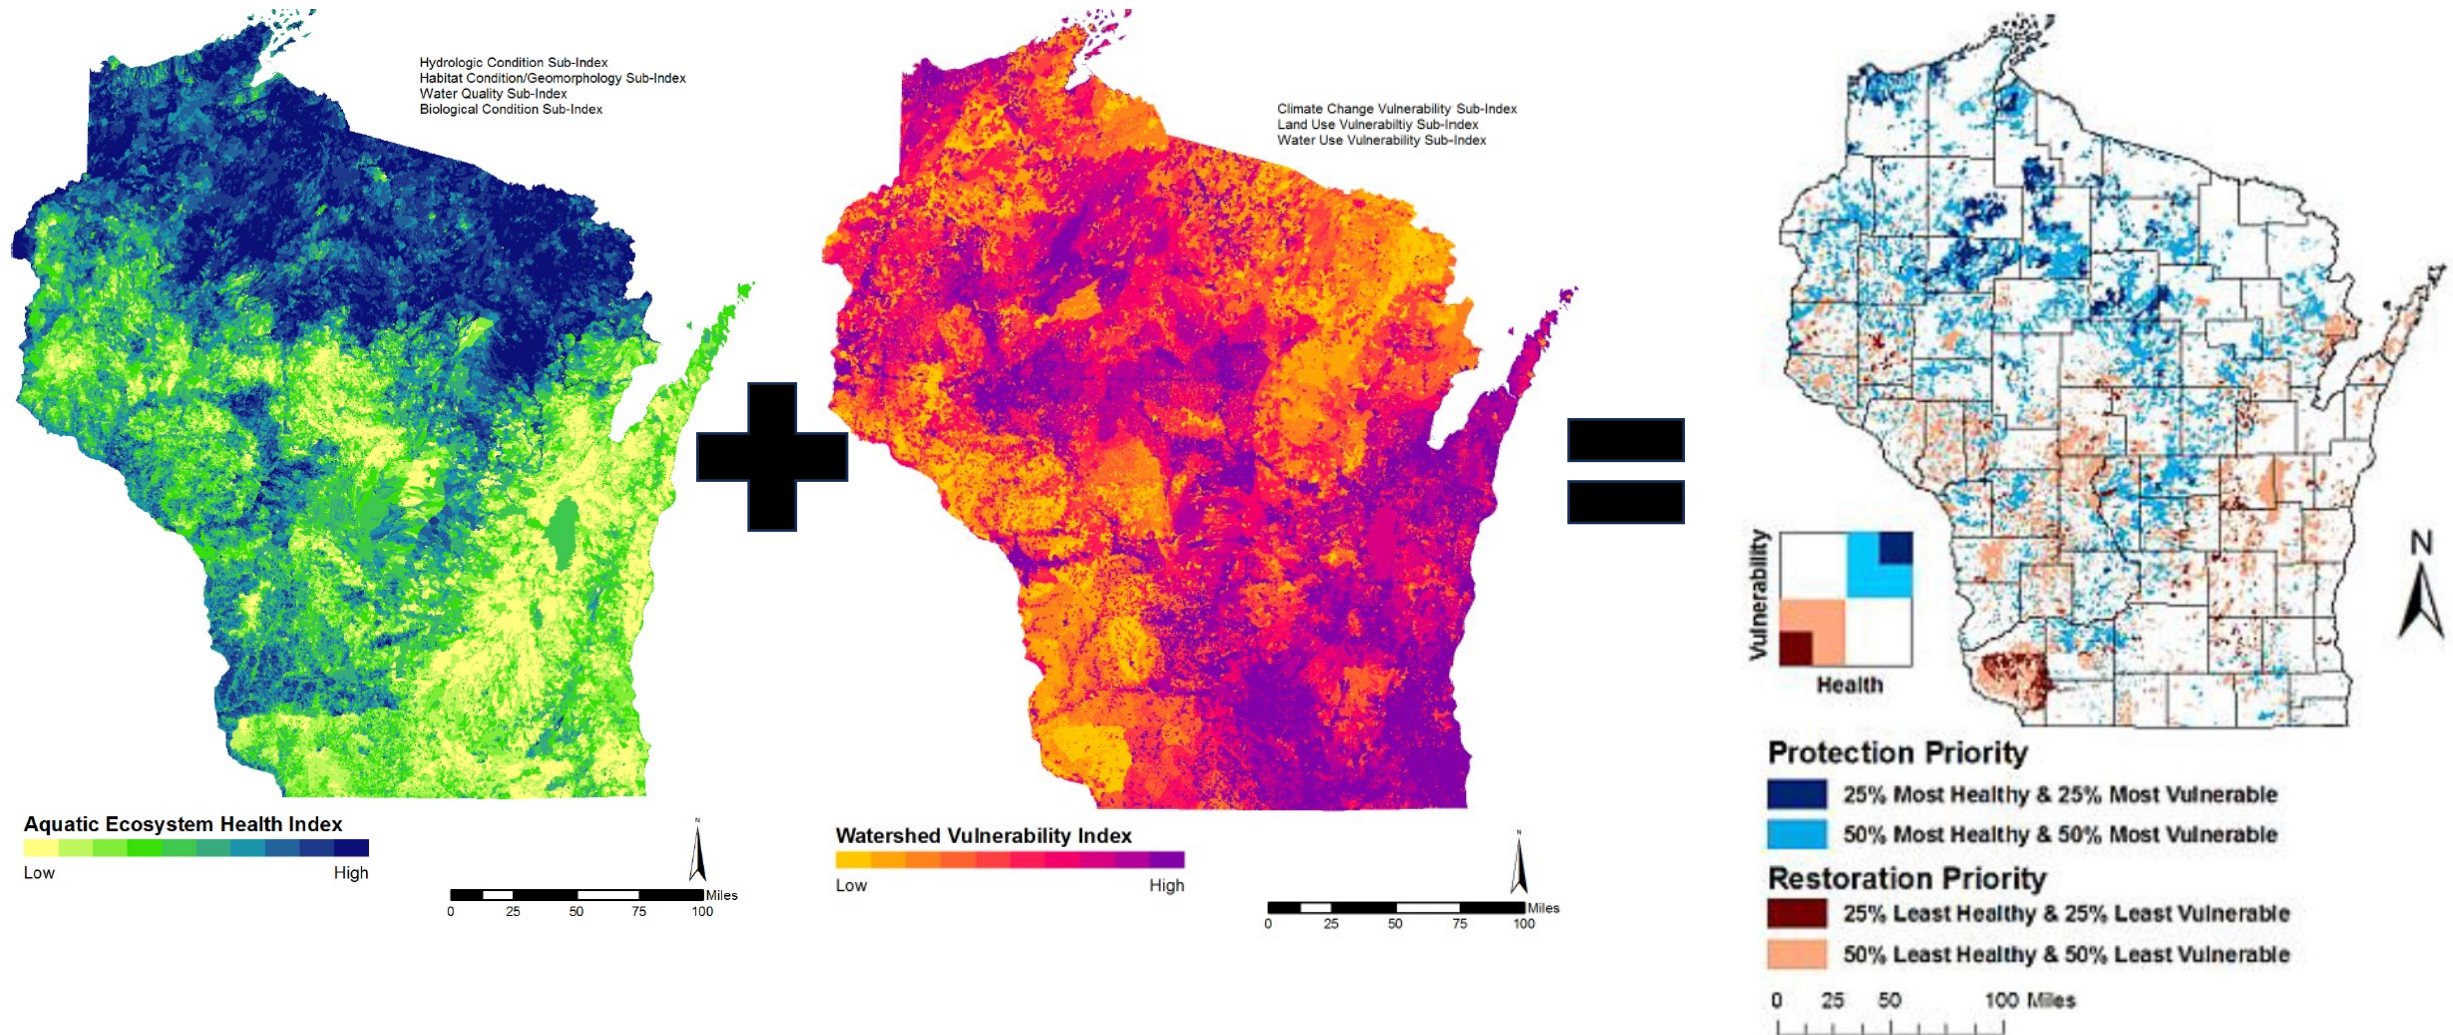 Hydrologic Condition Sub-Index
Habitat Condition/Geomorphology Sub-Index
Water Quality Sub-Index
Biological Condition Sub-Index
Aquatic Ecosystem Health Index
Low High
N
Miles
0 25 50 75 100
Climate Change Vulnerability Sub-Index
Land Use Vulnerabiltiy Sub-Index
Water Use Vulnerability Sub-Index
Watershed Vulnerability Index
Low High
N
Miles
0 25 50 75 100
N
Vulnerability
Health
Protection Priority
25% Most Healthy & 25% Most Vulnerable
50% Most Healthy & 50% Most Vulnerable
Restoration Priority
25% Least Healthy & 25% Least Vulnerable
50% Least Healthy & 50% Least Vulnerable
0 25 50 100 Miles